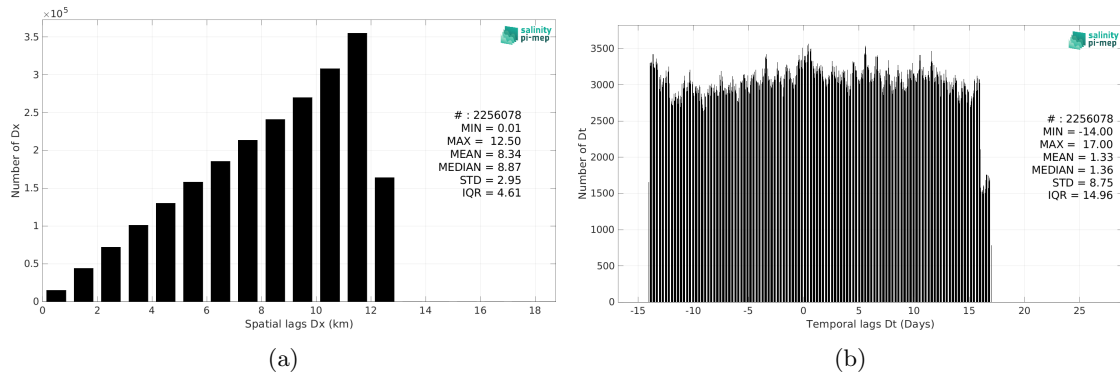 ×10⁵
3.5
3
2.5
2
1.5
1
0.5
0
Number of Dx
salinity
pi-mep
# : 2256078
MIN = 0.01
MAX = 12.50
MEAN = 8.34
MEDIAN = 8.87
STD = 2.95
IQR = 4.61
0 2 4 6 8 10 12 14 16 18
Spatial lags Dx (km)
(a)
3500
3000
2500
2000
1500
1000
500
0
Number of Dt
salinity
pi-mep
# : 2256078
MIN = -14.00
MAX = 17.00
MEAN = 1.33
MEDIAN = 1.36
STD = 8.75
IQR = 14.96
-15 -10 -5 0 5 10 15 20 25
Temporal lags Dt (Days)
(b)